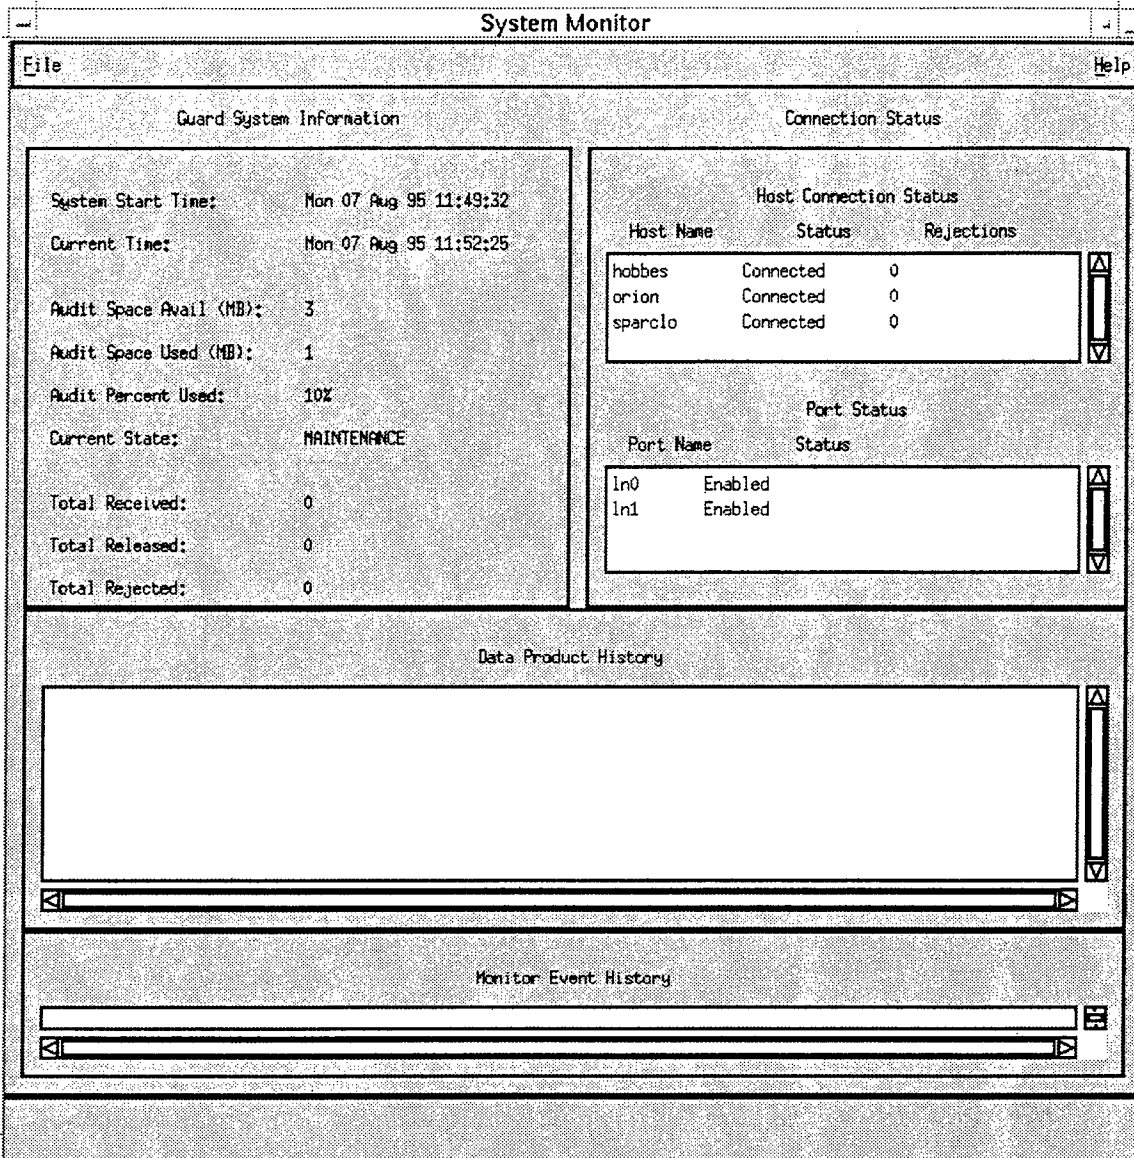 System Monitor
File Help
Guard System Information
System Start Time: Mon 07 Aug 95 11:49:32
Current Time: Mon 07 Aug 95 11:52:25
Audit Space Avail (MB): 3
Audit Space Used (MB): 1
Audit Percent Used: 10%
Current State: MAINTENANCE
Total Received: 0
Total Released: 0
Total Rejected: 0
Connection Status
Host Connection Status
Host Name Status Rejections
hobbes Connected 0
orion Connected 0
sparclo Connected 0
Port Status
Port Name Status
ln0 Enabled
ln1 Enabled
Data Product History
Monitor Event History